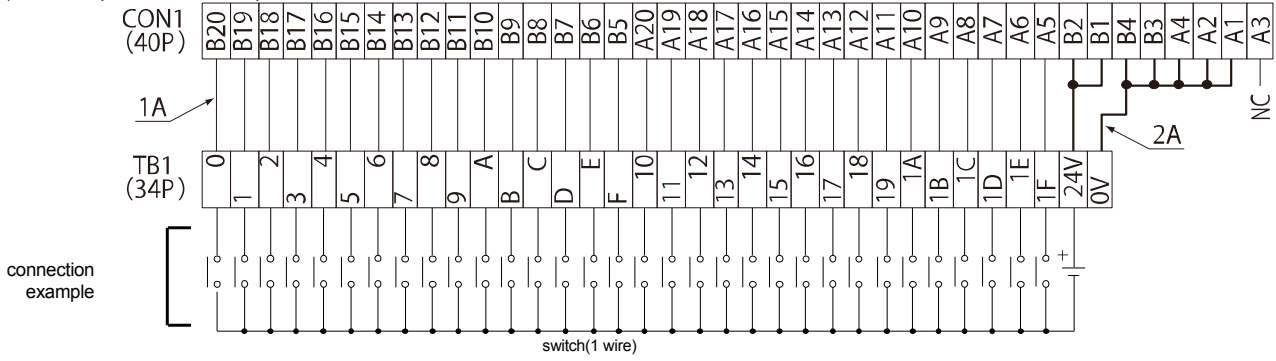 CON1 B20 B19 B18 B17 B16 B15 B14 B13 B12 B11 B10 B9 B8 B7 B6 B5 A20 A19 A18 A17 A16 A15 A14 A13 A12 A11 A10 A9 A8 A7 A6 A5 B2 B1 B4 B3 A4 A2 A1 A3
(40P)
1A
NC
2A
TB1 0 1 2 3 4 5 6 7 8 9 A B C D E F 10 11 12 13 14 15 16 17 18 19 1A 1B 1C 1D 1E 1F 24V 0V
(34P)
+
connection
example
switch(1 wire)